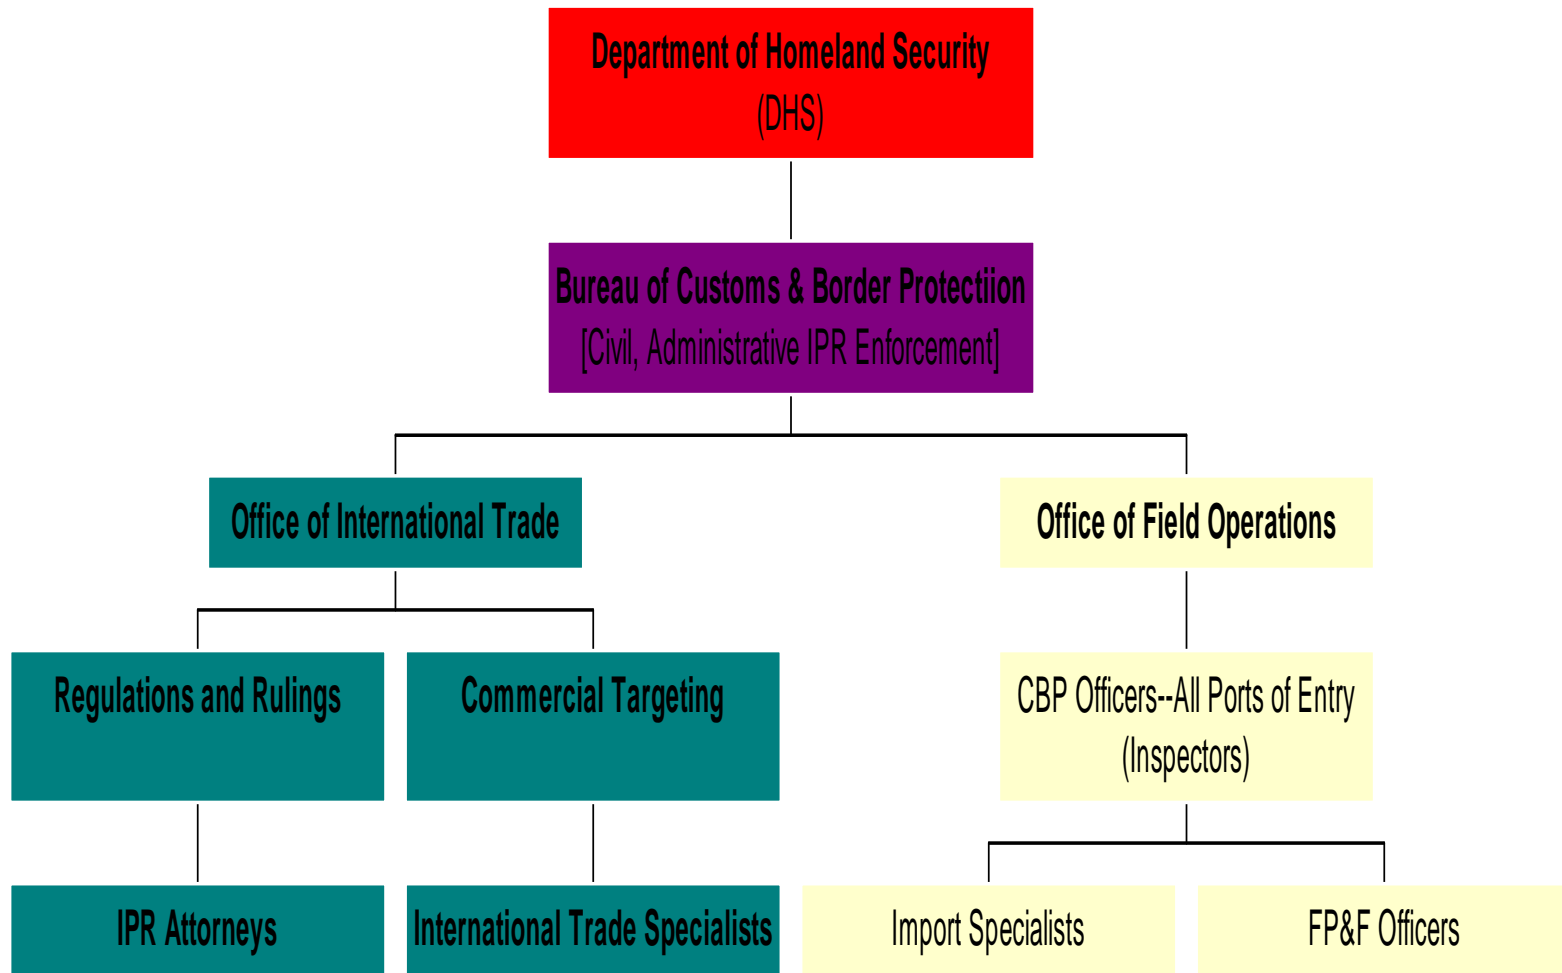 Department of Homeland Security
(DHS)
Bureau of Customs & Border Protectiion
[Civil, Administrative IPR Enforcement]
Office of International Trade
Office of Field Operations
Regulations and Rulings
Commercial Targeting
CBP Officers--All Ports of Entry
(Inspectors)
IPR Attorneys
International Trade Specialists
Import Specialists
FP&F Officers